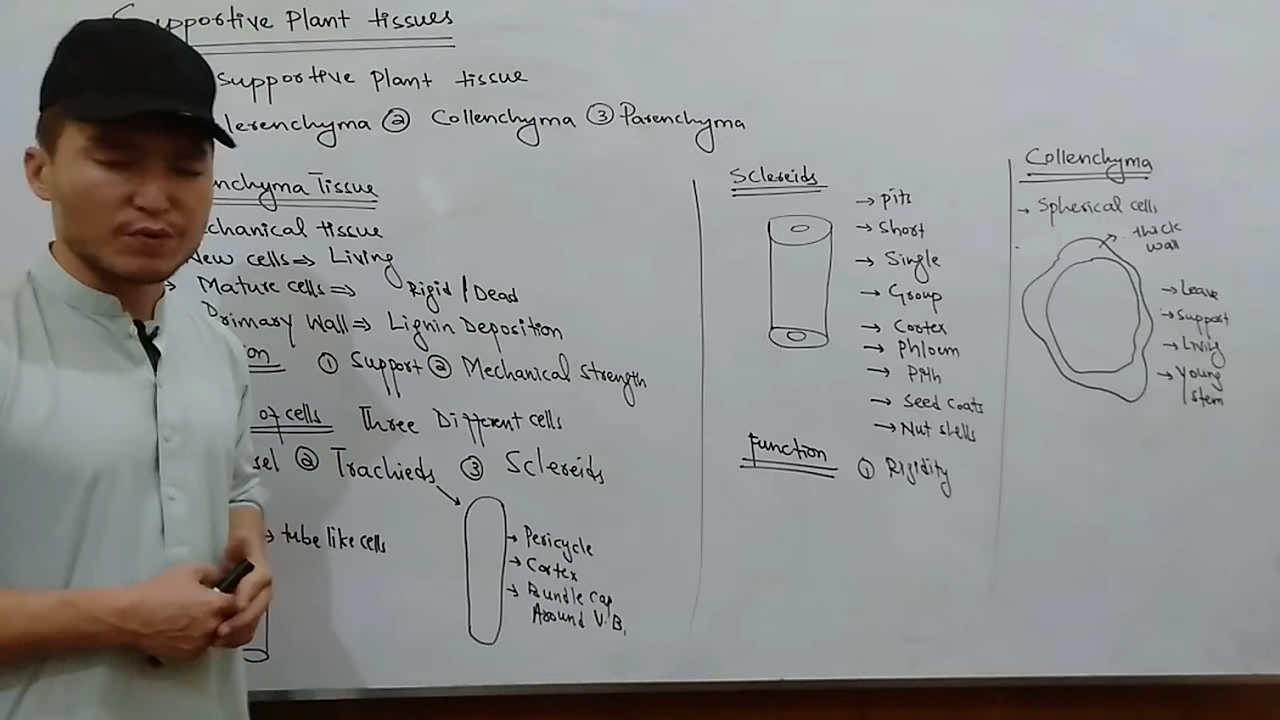 Supportive Plant tissues
supportive Plant tissue
lerenchyma ② Collenchyma ③ Parenchyma
nchyma Tissue
chanical tissue
New cells ⇒ Living
→ Mature cells ⇒ Rigid / Dead
Primary Wall ⇒ Lignin Deposition
on ① Support ② Mechanical Strength
of cells Three Different cells
sel ② Trachieds ③ Sclereids
→ tube like cells
→ Pericycle
→ Cortex
→ Bundle Cap
Around V.B,
Sclereids
→ Pits
→ Short
→ Single
→ Group
→ Cortex
→ Phloem
→ Pith
→ Seed coats
→ Nut shells
Function ① Rigidity
Collenchyma
→ Spherical cells
thick
wall
→ Leave
→ Support
→ Living
→ Young
stem